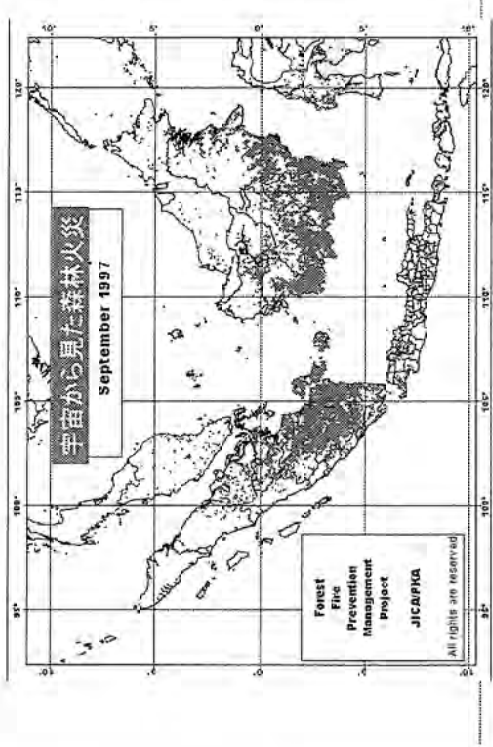 宇宙から見た森林火災
September 1997
95°
100°
105°
110°
115°
120°
10°
5°
0°
5°
10°
Forest
Fire
Prevention
Management
Project
JICA/PKA
All rights are reserved